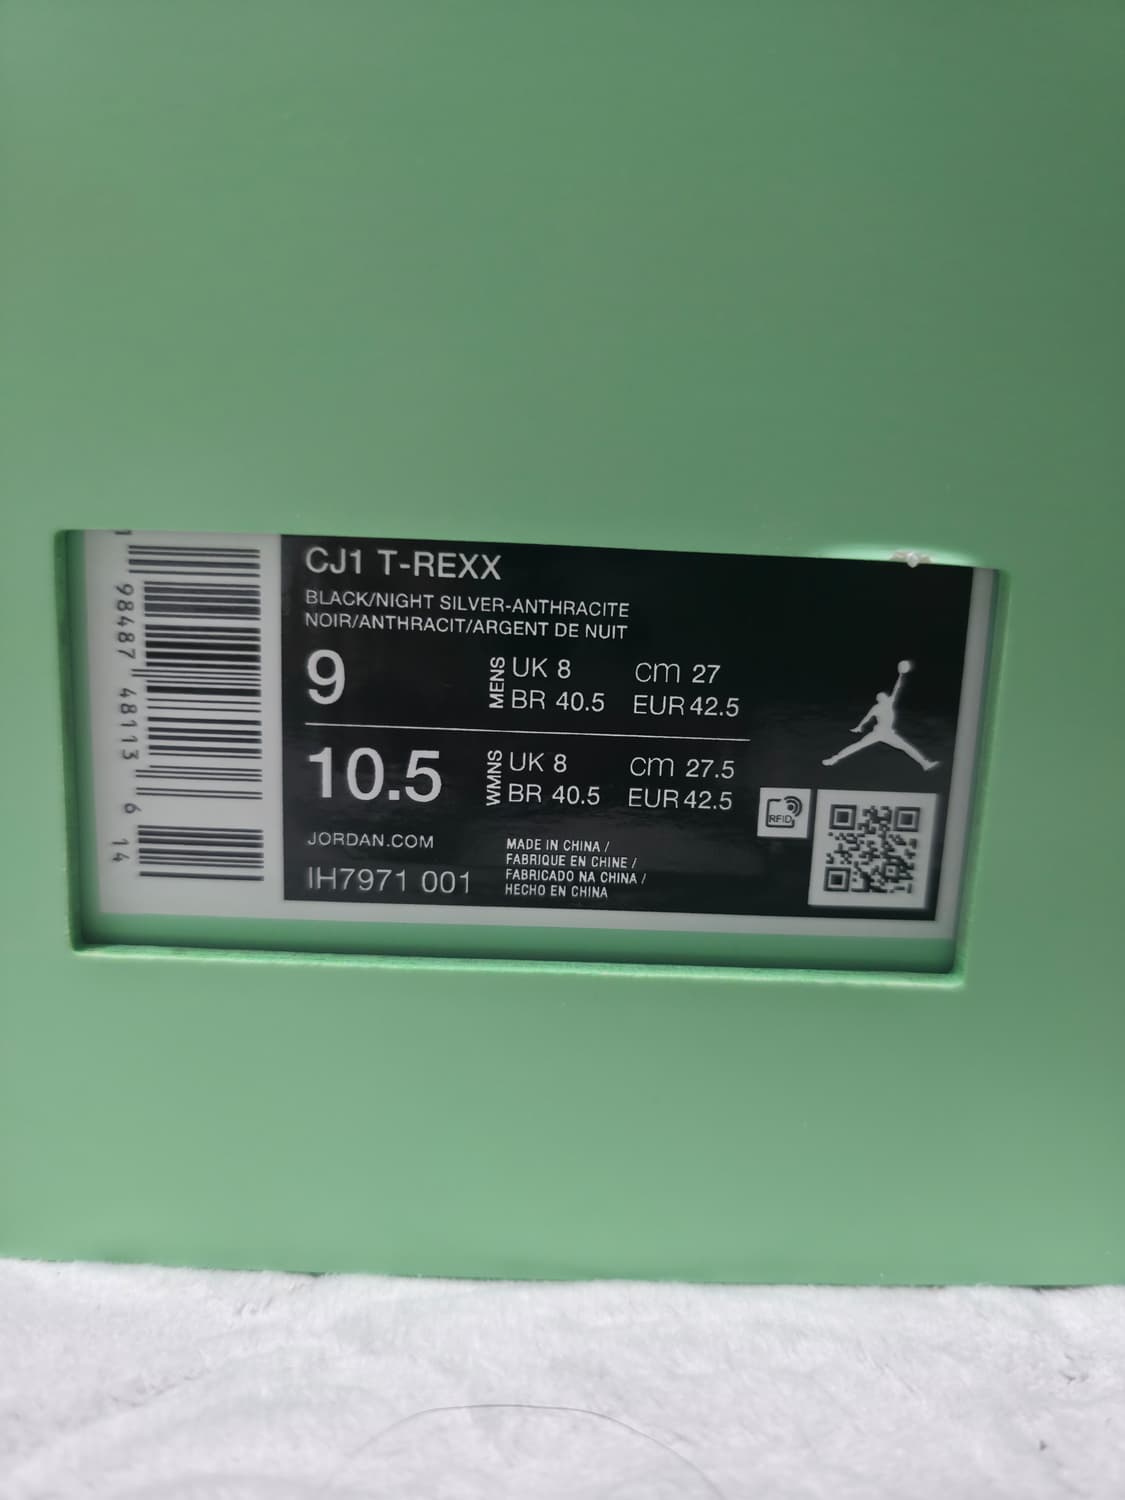 CJ1 T-REXX
BLACK/NIGHT SILVER-ANTHRACITE
NOIR/ANTHRACIT/ARGENT DE NUIT
9
MENS
UK 8
cm 27
BR 40.5
EUR 42.5
10.5
WMNS
UK 8
cm 27.5
BR 40.5
EUR 42.5
JORDAN.COM
IH7971 001
MADE IN CHINA /
FABRIQUE EN CHINE /
FABRICADO NA CHINA /
HECHO EN CHINA
RFID
1 98487 48113 6 14